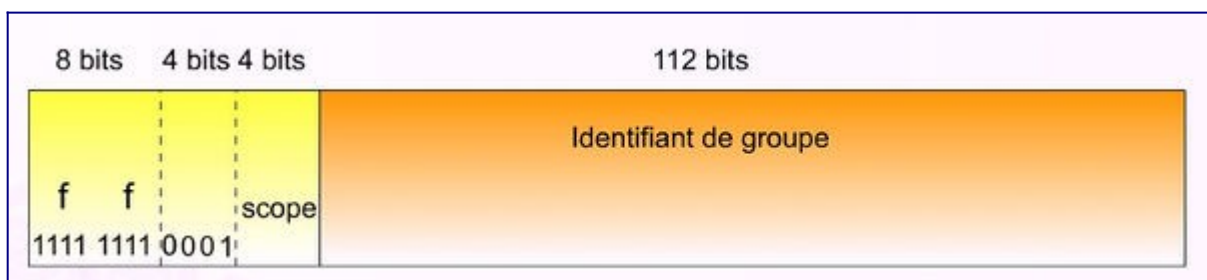 8 bits 4 bits 4 bits 112 bits
Identifiant de groupe
f f
scope
1111 1111 0001